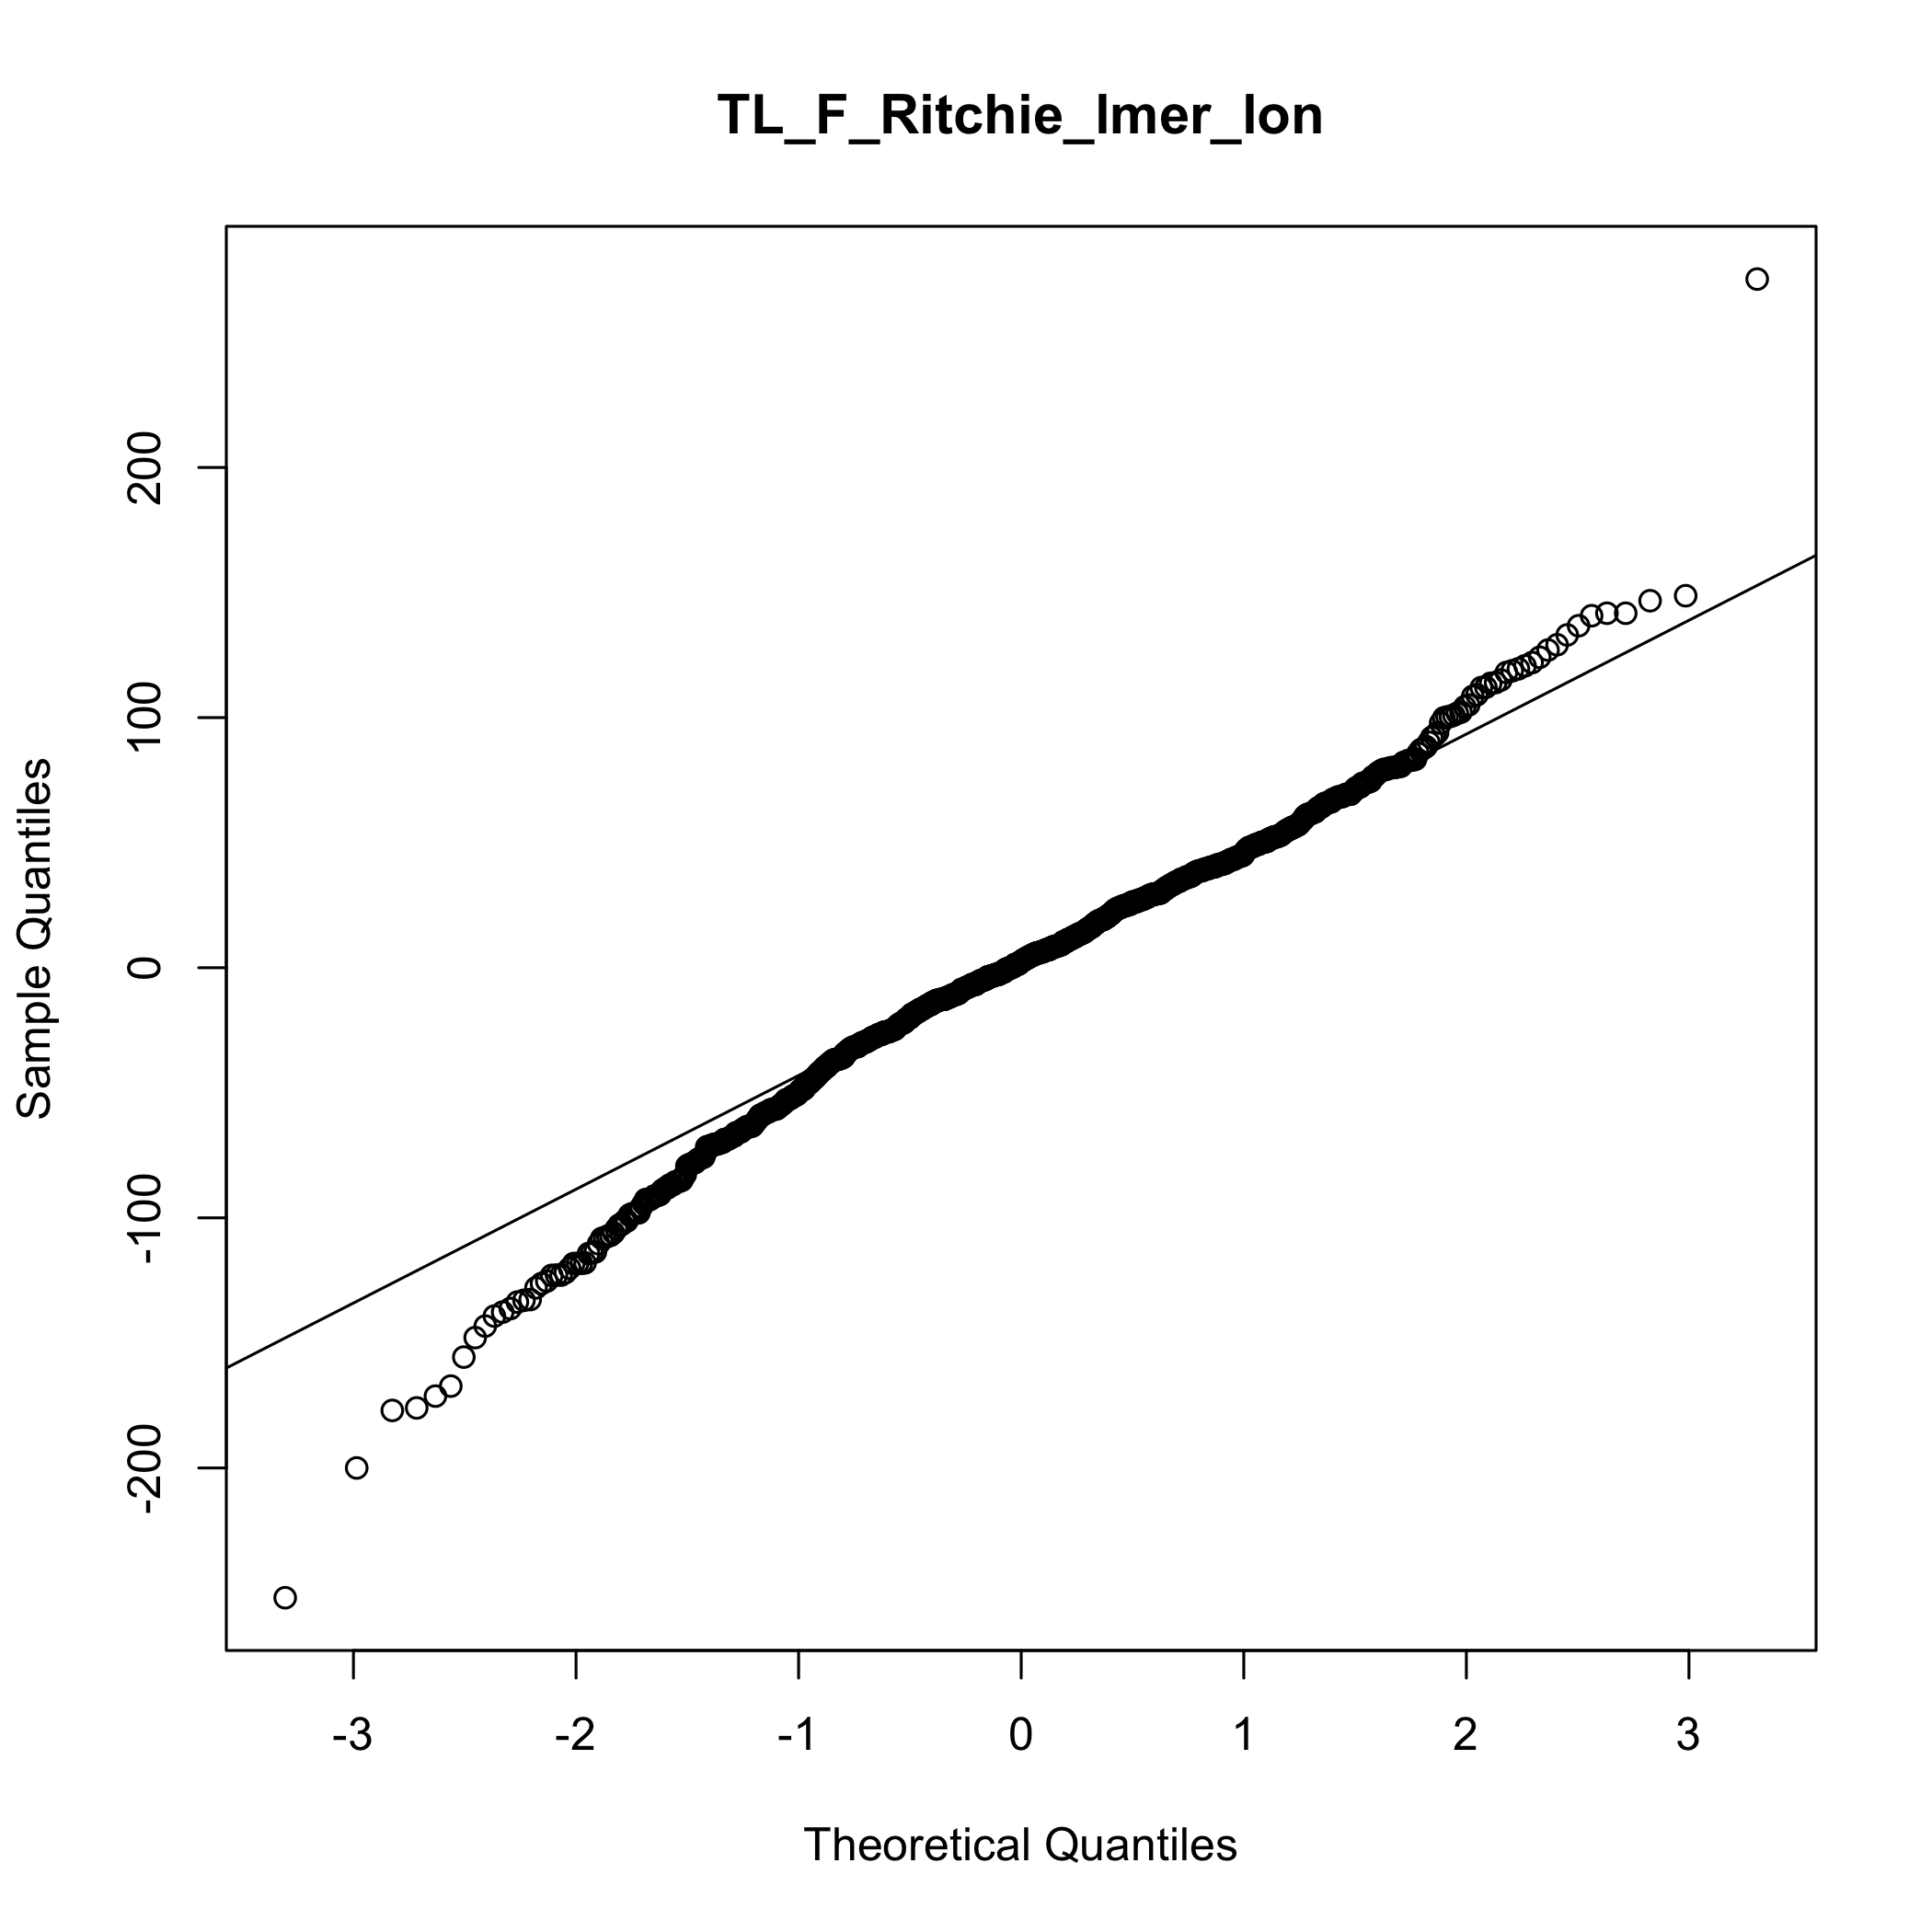 TL_F_Ritchie_lmer_lon
Sample Quantiles
200
100
0
-100
-200
-3 -2 -1 0 1 2 3
Theoretical Quantiles